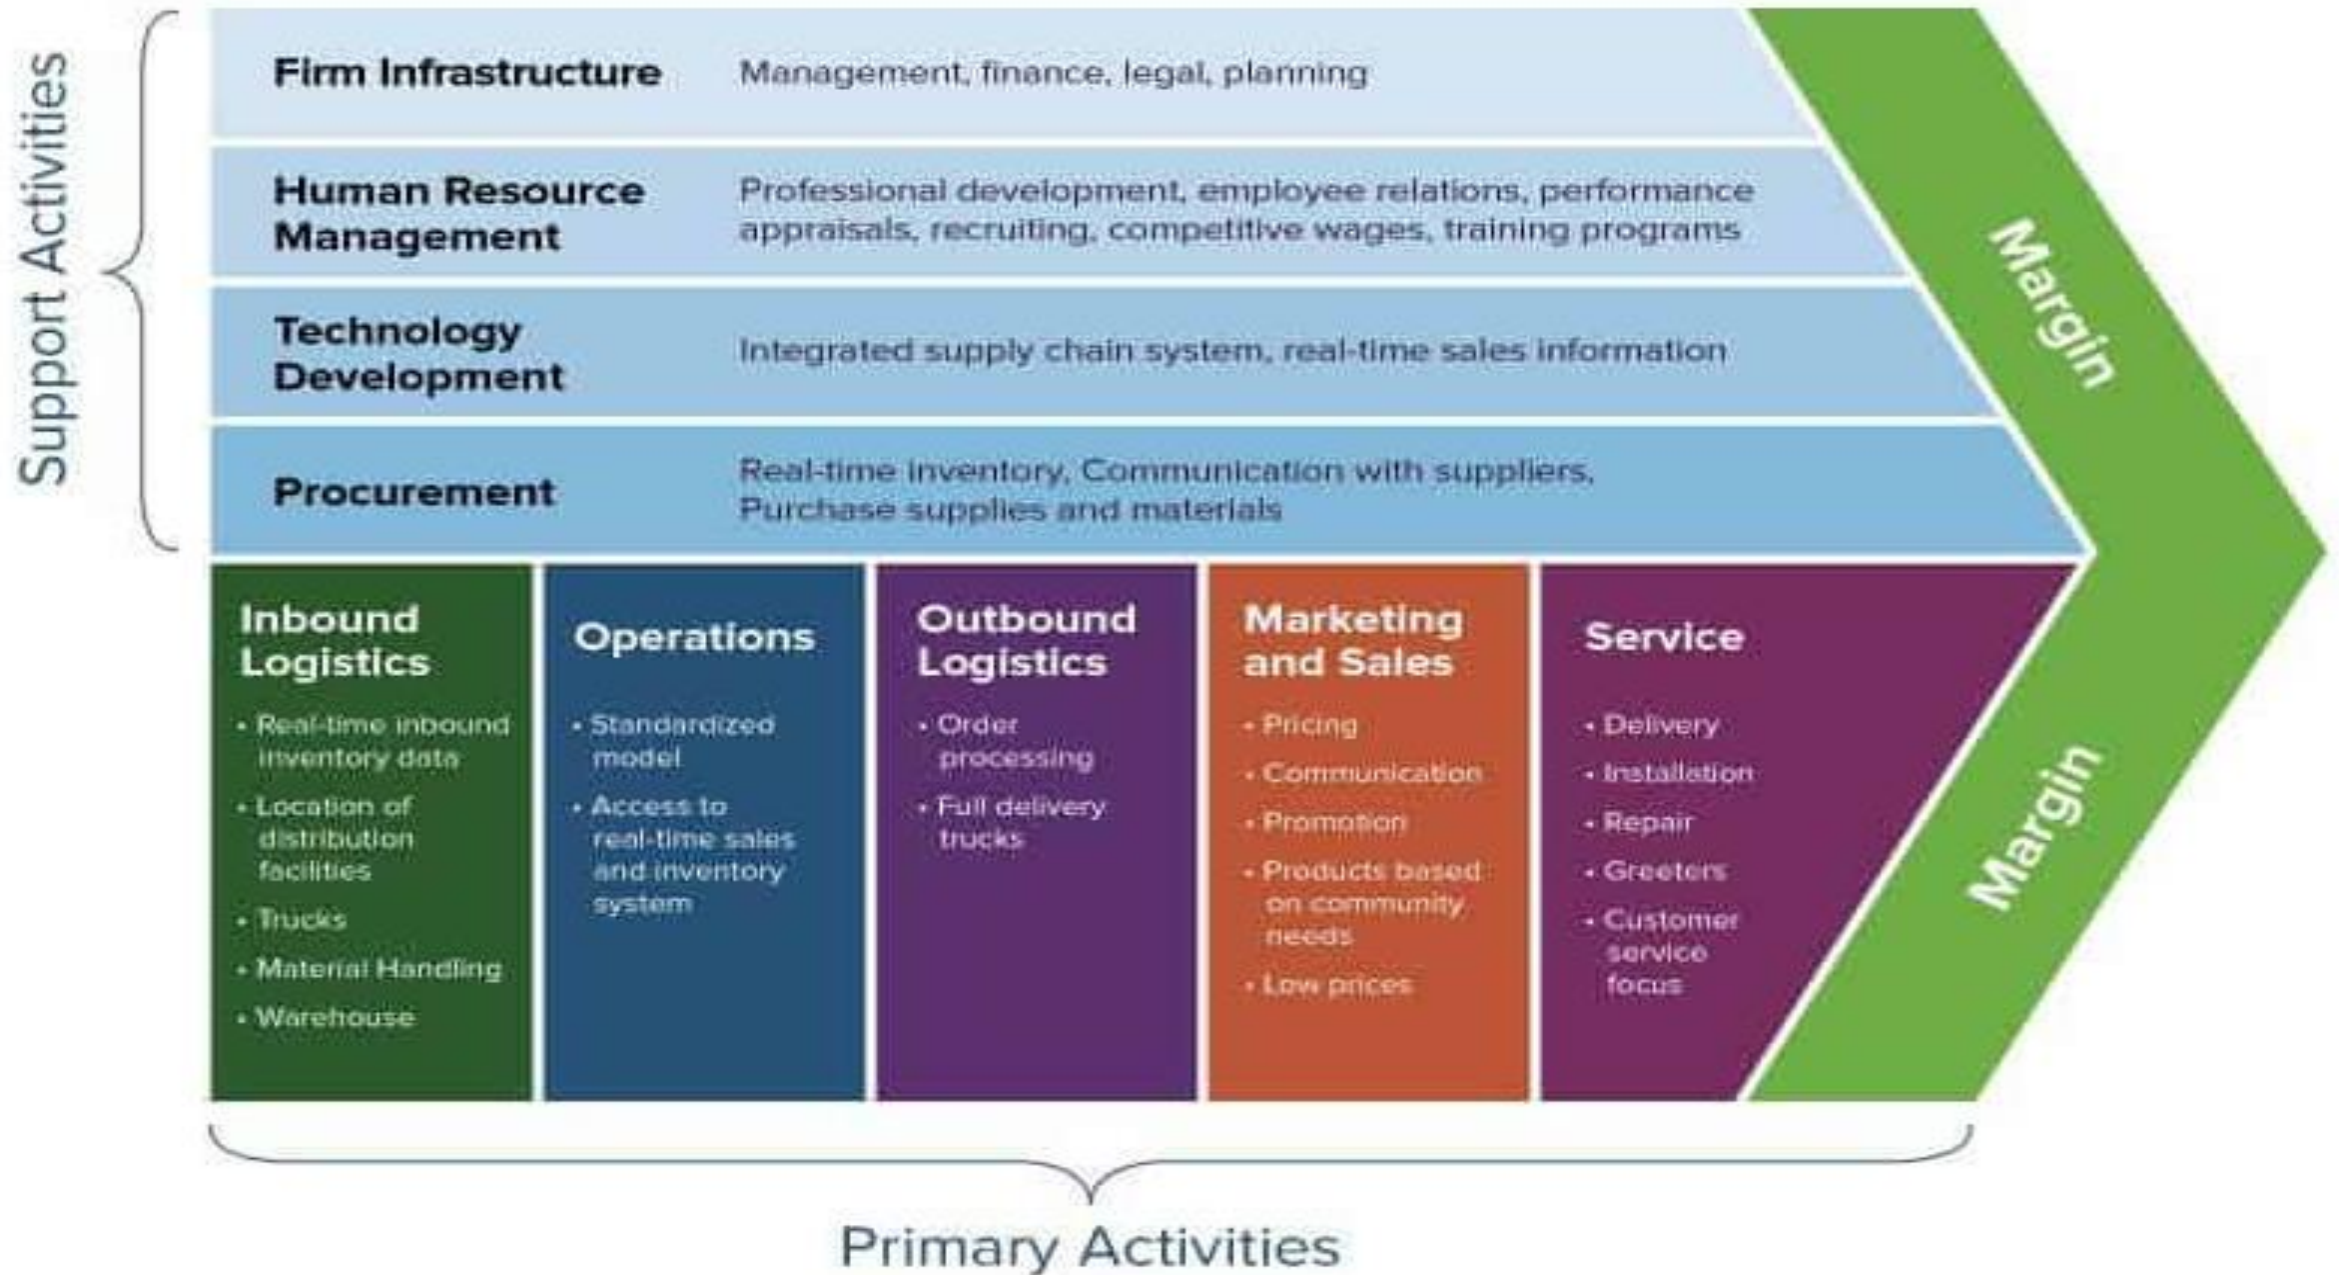 Support Activities
Firm Infrastructure
Management, finance, legal, planning
Human Resource
Management
Professional development, employee relations, performance
appraisals, recruiting, competitive wages, training programs
Technology
Development
Integrated supply chain system, real-time sales information
Procurement
Real-time inventory, Communication with suppliers,
Purchase supplies and materials
Margin
Inbound
Logistics
• Real-time inbound
inventory data
• Location of
distribution
facilities
• Trucks
• Material Handling
• Warehouse
Operations
• Standardized
model
• Access to
real-time sales
and inventory
system
Outbound
Logistics
• Order
processing
• Full delivery
trucks
Marketing
and Sales
• Pricing
• Communication
• Promotion
• Products based
on community
needs
• Low prices
Service
• Delivery
• Installation
• Repair
• Greeters
• Customer
service
focus
Margin
Primary Activities